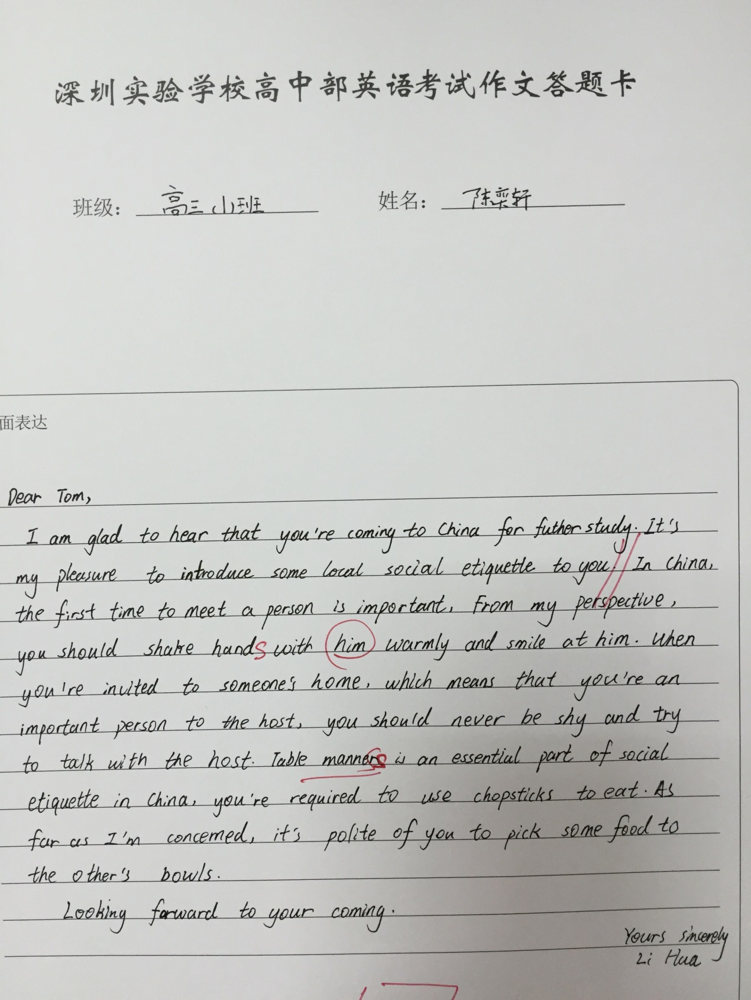 深圳实验学校高中部英语考试作文答题卡
班级： 高三小班 姓名： 陈奕轩
面表达
Dear Tom,
I am glad to hear that you're coming to China for futher study. It's
my pleasure to introduce some local social etiquette to you. In China,
the first time to meet a person is important. From my perspective,
you should shake hands with him warmly and smile at him. When
you're invited to someone's home, which means that you're an
important person to the host, you should never be shy and try
to talk with the host. Table manners is an essential part of social
etiquette in China, you're required to use chopsticks to eat. As
far as I'm concerned, it's polite of you to pick some food to
the other's bowls.
Looking forward to your coming.
Yours sincerely
Li Hua